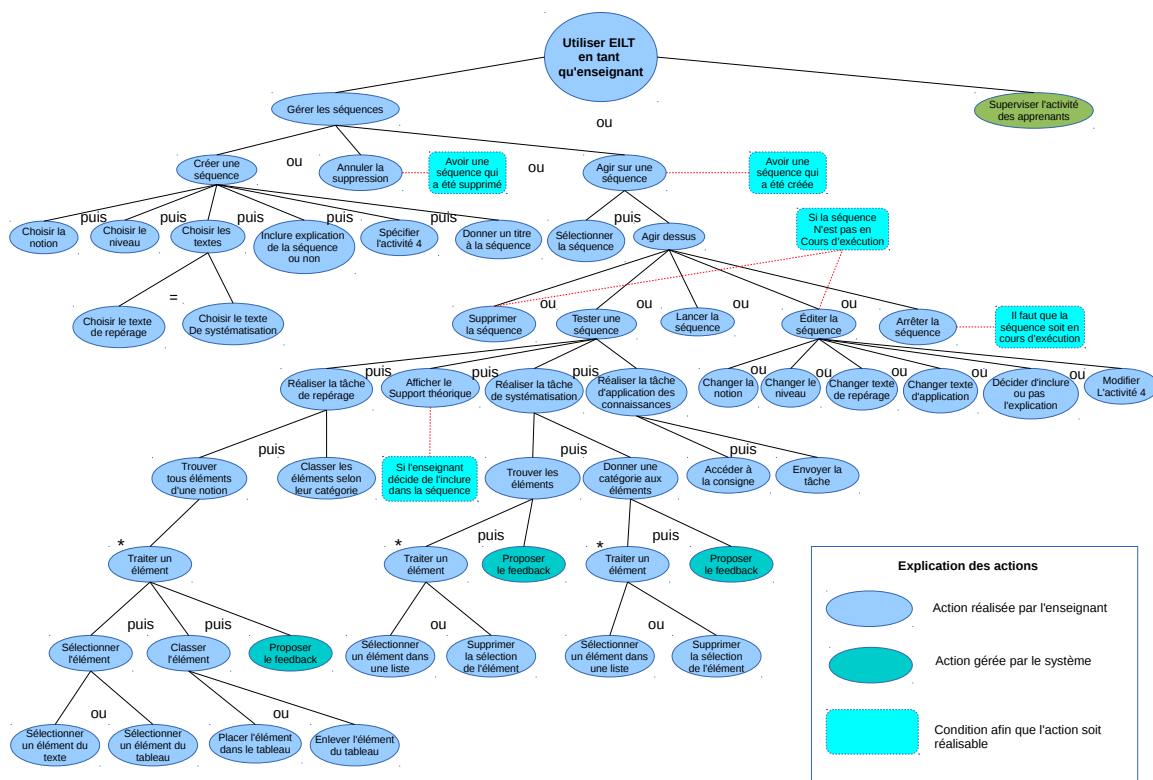 Utiliser EILT
en tant
qu'enseignant
Gérer les séquences
ou
Superviser l'activité
des apprenants
Créer une
séquence
ou
Annuler la
suppression
Avoir une
séquence qui
a été supprimé
ou
Agir sur une
séquence
Avoir une
séquence qui
a été créée
Choisir la
notion
puis
Choisir le
niveau
puis
Choisir les
textes
puis
Inclure explication
de la séquence
ou non
puis
Spécifier
l'activité 4
puis
Donner un titre
à la séquence
Sélectionner
la séquence
puis
Agir dessus
Si la séquence
N'est pas en
Cours d'exécution
Choisir le texte
de repérage
=
Choisir le texte
De systématisation
Supprimer
la séquence
ou
Tester une
séquence
ou
Lancer la
séquence
ou
Éditer la
séquence
ou
Arrêter la
séquence
Il faut que la
séquence soit en
cours d'exécution
Réaliser la tâche
de repérage
puis
Afficher le
Support théorique
puis
Réaliser la tâche
de systématisation
puis
Réaliser la tâche
d'application des
connaissances
Changer la
notion
ou
Changer le
niveau
ou
Changer texte
de repérage
ou
Changer texte
d'application
ou
Décider d'inclure
ou pas
l'explication
ou
Modifier
L'activité 4
Trouver
tous éléments
d'une notion
puis
Classer les
éléments selon
leur catégorie
Si l'enseignant
décide de l'inclure
dans la séquence
Trouver les
éléments
puis
Donner une
catégorie aux
éléments
Accéder à
la consigne
puis
Envoyer la
tâche
*
Traiter un
élément
*
Traiter un
élément
puis
Proposer
le feedback
*
Traiter un
élément
puis
Proposer
le feedback
Sélectionner
l'élément
puis
Classer
l'élément
puis
Proposer
le feedback
Sélectionner
un élément dans
une liste
ou
Supprimer
la sélection
de l'élément
Sélectionner
un élément dans
une liste
ou
Supprimer
la sélection
de l'élément
Sélectionner
un élément du
texte
ou
Sélectionner
un élément du
tableau
Placer l'élément
dans le tableau
ou
Enlever l'élément
du tableau
Explication des actions
Action réalisée par l'enseignant
Action gérée par le système
Condition afin que l'action soit
réalisable